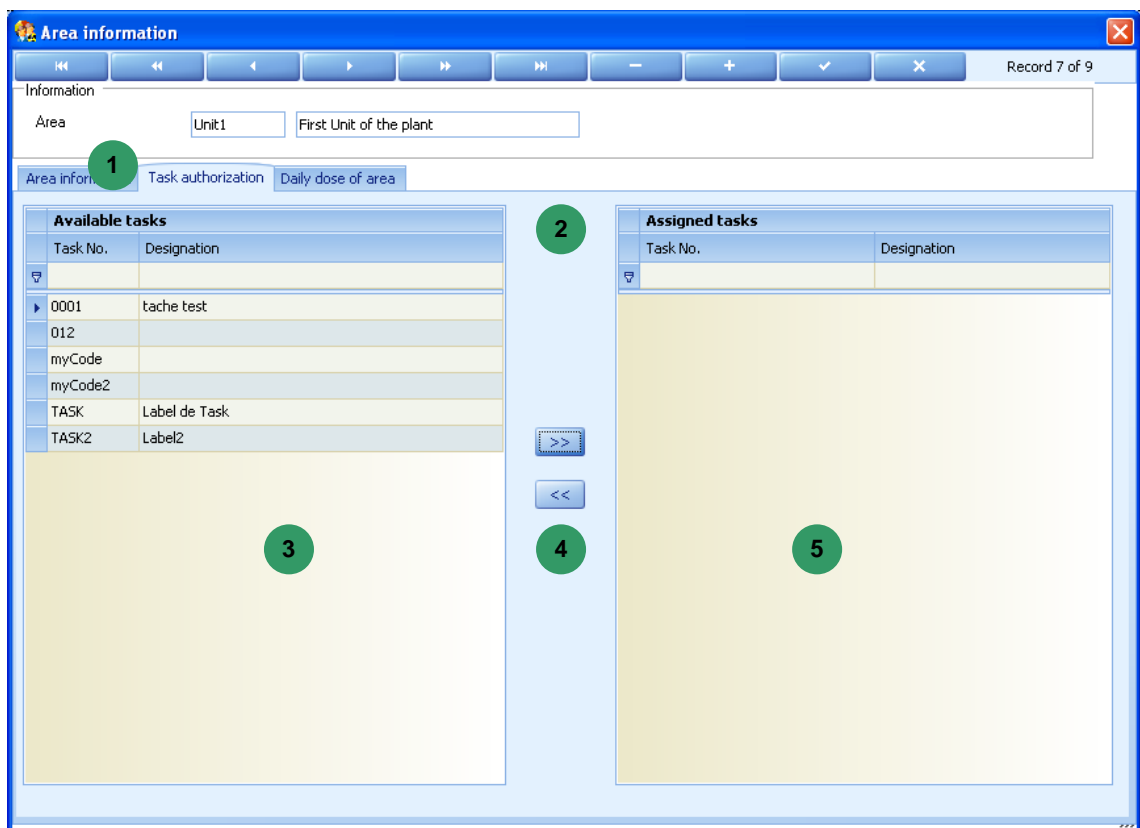 Area information
Record 7 of 9
Information
Area Unit1 First Unit of the plant
1
Area infor Task authorization Daily dose of area
2
Available tasks Assigned tasks
Task No. Designation Task No. Designation
0001 tache test
012
myCode
myCode2
TASK Label de Task
TASK2 Label2
>>
<<
3 4 5